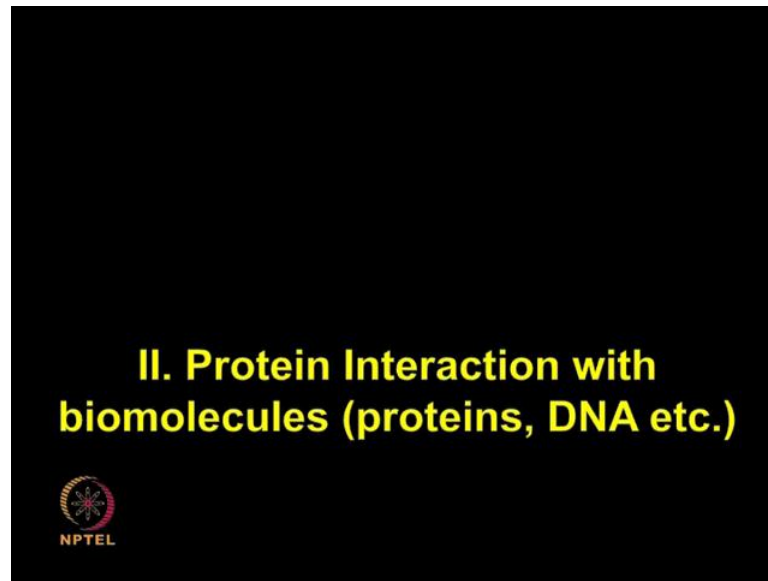 II. Protein Interaction with
biomolecules (proteins, DNA etc.)
NPTEL